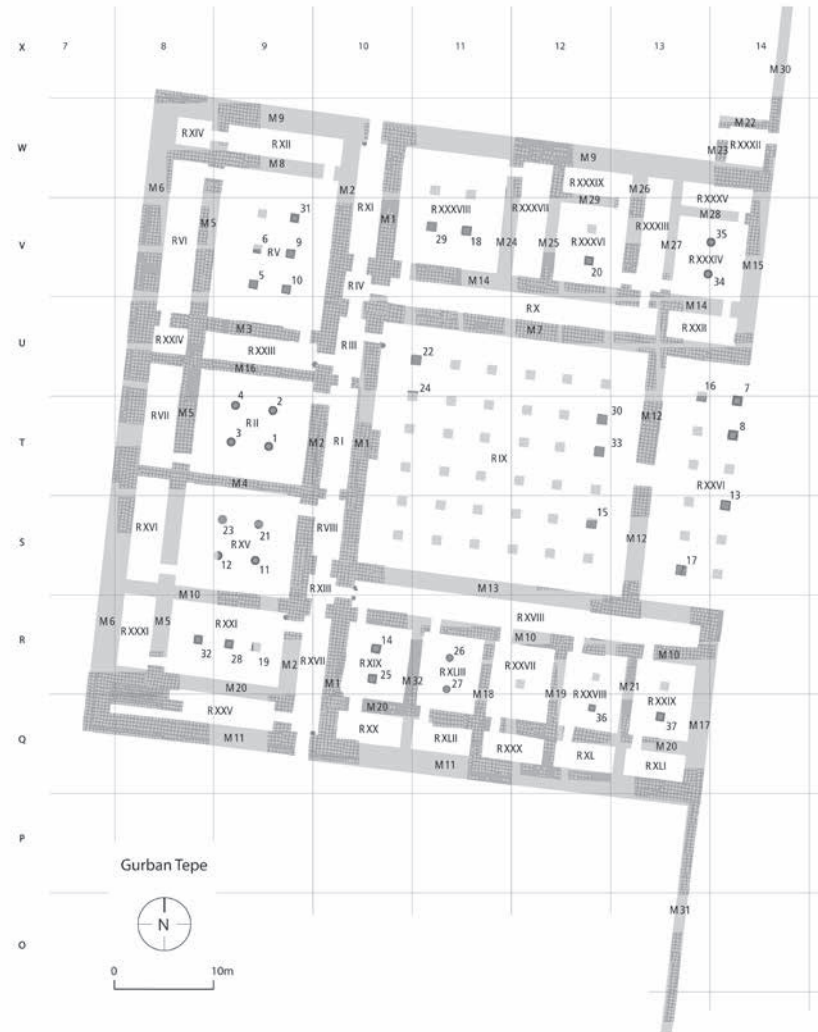 X 7 8 9 10 11 12 13 14
M30
M22
W M9 RXIV RXII M8 M9 M23 RXXXII
M6 M2 RXI M1 RXXXIX M26 RXXXV
M5 31 RXXXVIII RXXXVII M29 RXXXIII M28 35
V RVI 6 RV 9 29 18 M24 M25 RXXXVI M27 RXXXIV M15
5 10 RIV M14 20 34
RX M14
U RXXIV M3 RXXIII RIII M7 RXXII
M16 22
24 M12 16 7
4 2 RII 30 8
T RVII M5 3 1 M2 RI M1 RIX 33 RXXVI
M4 13
S RXVI 23 21 RXV RVIII 15 M12
12 11 RXIII 17
M10 M13
R M6 RXXXI M5 RXXI RXVIII M10 M10
32 28 19 M2 RXVII 14 RXIX 26 RXXVII RXXVIII M21
M20 M1 25 M32 RXLIII 27 M18 M19 RXXIX M17
RXXV M20 36 37
Q M11 RXX RXLII RXXX RXL M20
M11 RXLI
P
Gurban Tepe
N
M31
O
0 10m